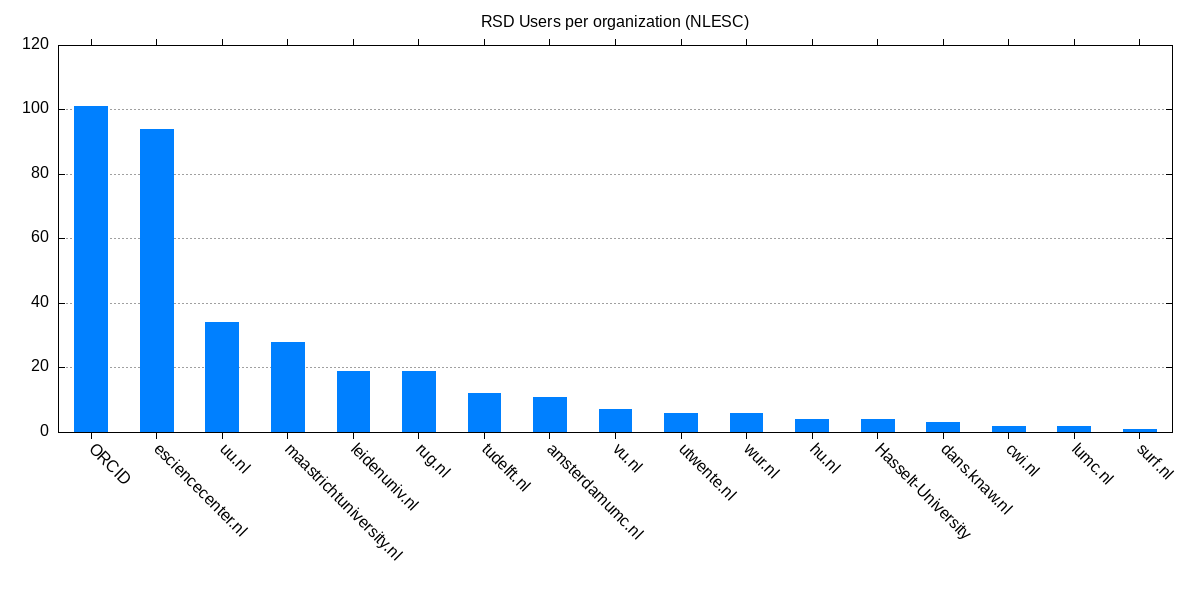 RSD Users per organization (NLESC)
120
100
80
60
40
20
0
ORCID
esciencecenter.nl
uu.nl
maastrichtuniversity.nl
leidenuniv.nl
rug.nl
tudelft.nl
amsterdamumc.nl
vu.nl
utwente.nl
wur.nl
hu.nl
Hasselt-University
dans.knaw.nl
cwi.nl
lumc.nl
surf.nl